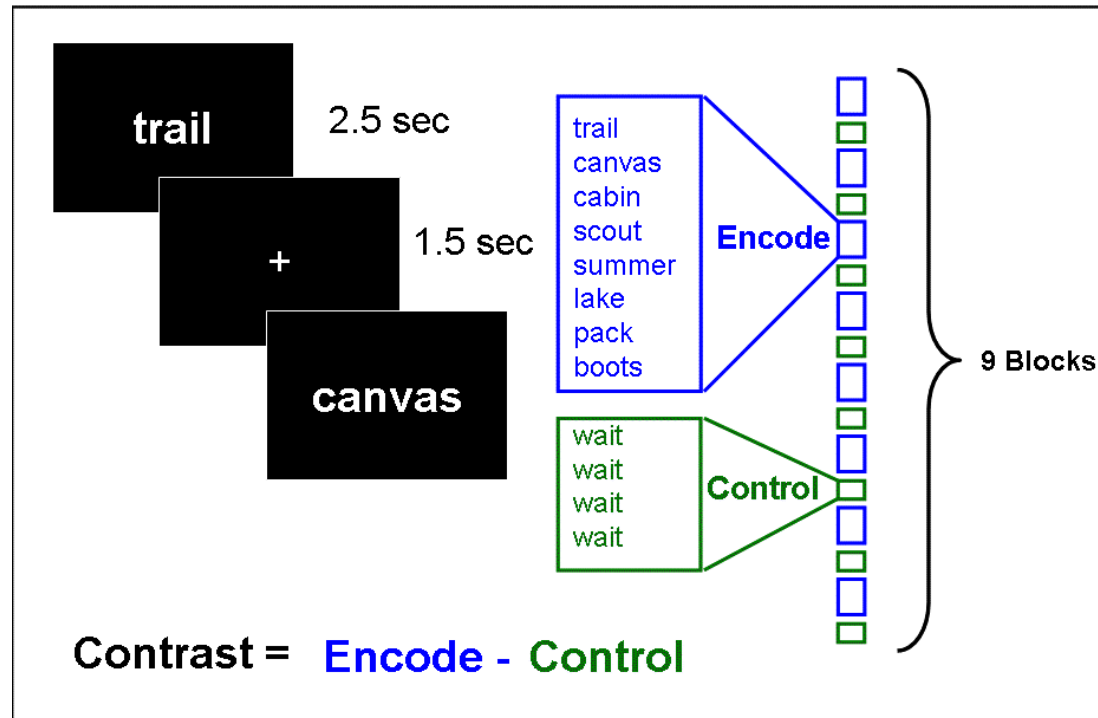 trail
2.5 sec
+
1.5 sec
canvas
trail
canvas
cabin
scout
summer
lake
pack
boots
Encode
wait
wait
wait
wait
Control
9 Blocks
Contrast = Encode - Control